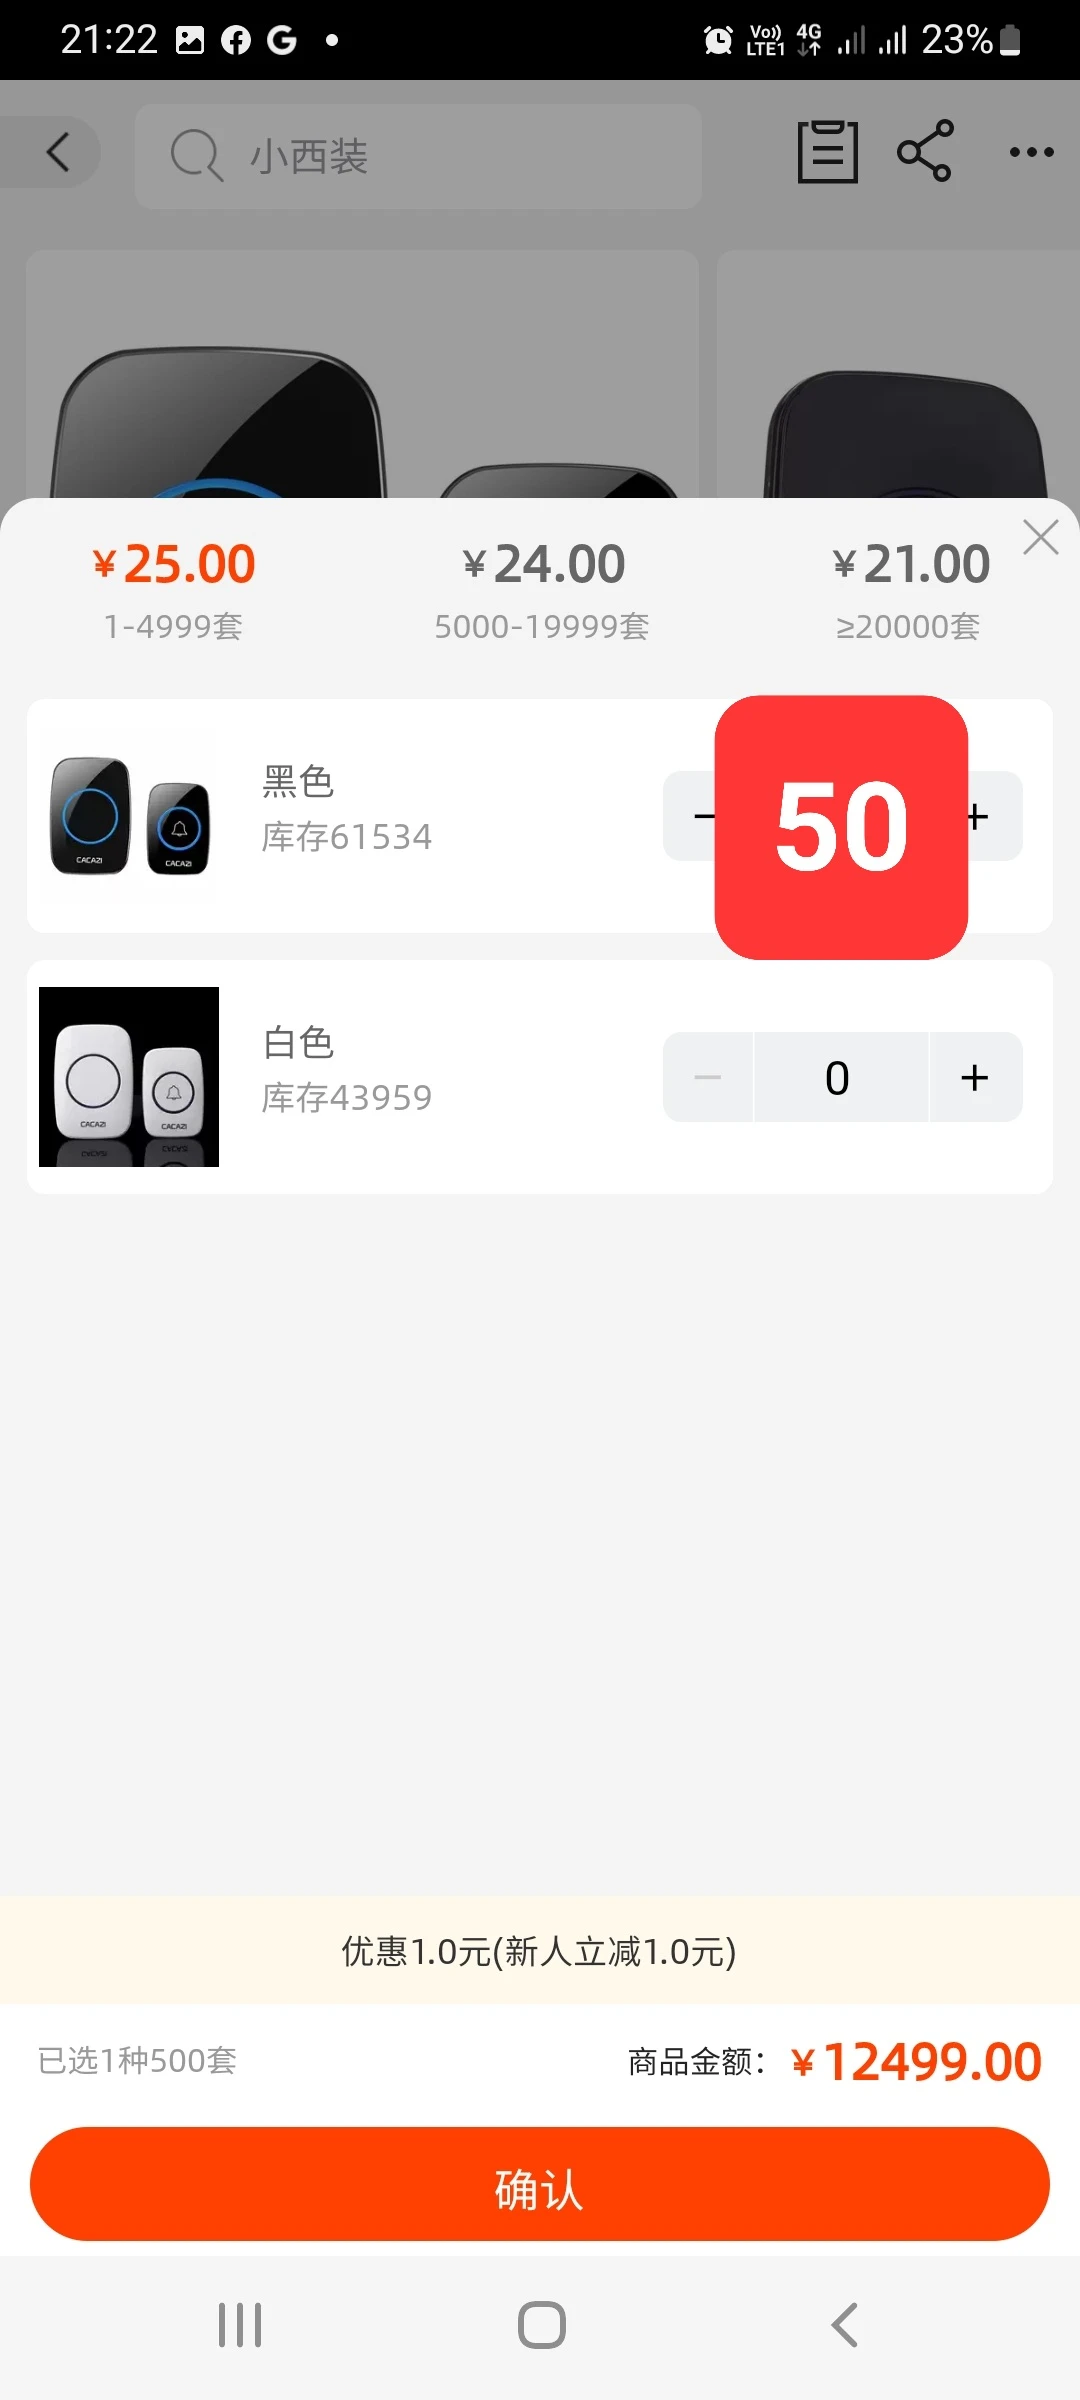 21:22
Vo)) LTE1 4G 23%
小西装
¥25.00 ¥24.00 ¥21.00
1-4999套 5000-19999套 ≥20000套
黑色
库存61534
− 50 +
CACAZI CACAZI
白色
库存43959
− 0 +
CACAZI CACAZI
优惠1.0元(新人立减1.0元)
已选1种500套 商品金额： ¥12499.00
确认